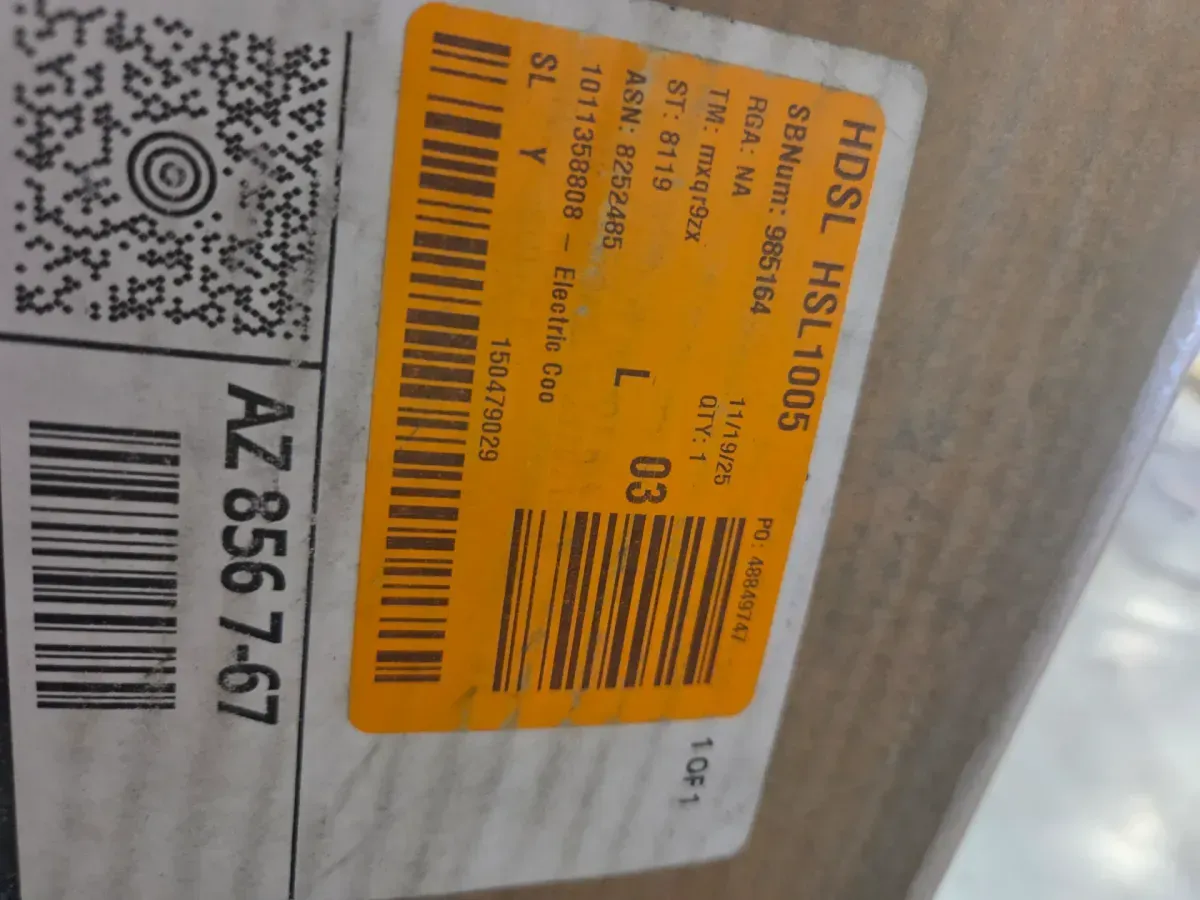 HDSL HSL1005
SBNum: 985164
PO: 48849747
RGA: NA
11/19/25
TM: mxqr9zx
QTY: 1
ST: 8119
L 03
ASN: 8252485
1011358808 - Electric Coo
SL Y
150479029
1 OF 1
AZ 856 7-67